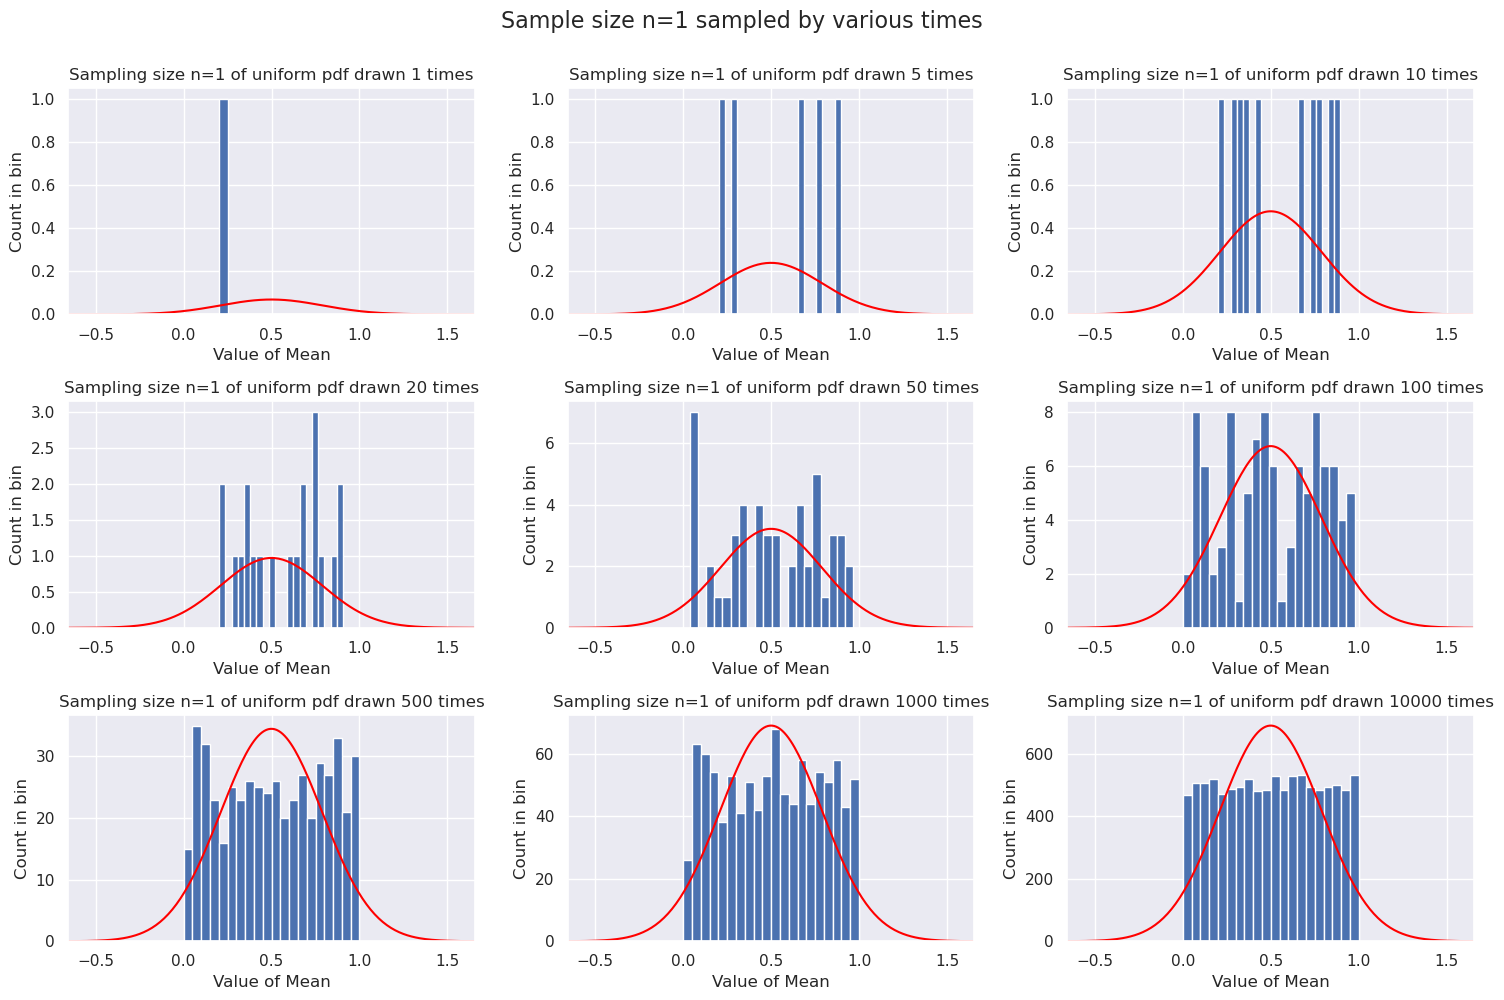 Sample size n=1 sampled by various times
Sampling size n=1 of uniform pdf drawn 1 times
Count in bin
1.0
0.8
0.6
0.4
0.2
0.0
−0.5 0.0 0.5 1.0 1.5
Value of Mean
Sampling size n=1 of uniform pdf drawn 5 times
Count in bin
1.0
0.8
0.6
0.4
0.2
0.0
−0.5 0.0 0.5 1.0 1.5
Value of Mean
Sampling size n=1 of uniform pdf drawn 10 times
Count in bin
1.0
0.8
0.6
0.4
0.2
0.0
−0.5 0.0 0.5 1.0 1.5
Value of Mean
Sampling size n=1 of uniform pdf drawn 20 times
Count in bin
3.0
2.5
2.0
1.5
1.0
0.5
0.0
−0.5 0.0 0.5 1.0 1.5
Value of Mean
Sampling size n=1 of uniform pdf drawn 50 times
Count in bin
6
4
2
0
−0.5 0.0 0.5 1.0 1.5
Value of Mean
Sampling size n=1 of uniform pdf drawn 100 times
Count in bin
8
6
4
2
0
−0.5 0.0 0.5 1.0 1.5
Value of Mean
Sampling size n=1 of uniform pdf drawn 500 times
Count in bin
30
20
10
0
−0.5 0.0 0.5 1.0 1.5
Value of Mean
Sampling size n=1 of uniform pdf drawn 1000 times
Count in bin
60
40
20
0
−0.5 0.0 0.5 1.0 1.5
Value of Mean
Sampling size n=1 of uniform pdf drawn 10000 times
Count in bin
600
400
200
0
−0.5 0.0 0.5 1.0 1.5
Value of Mean